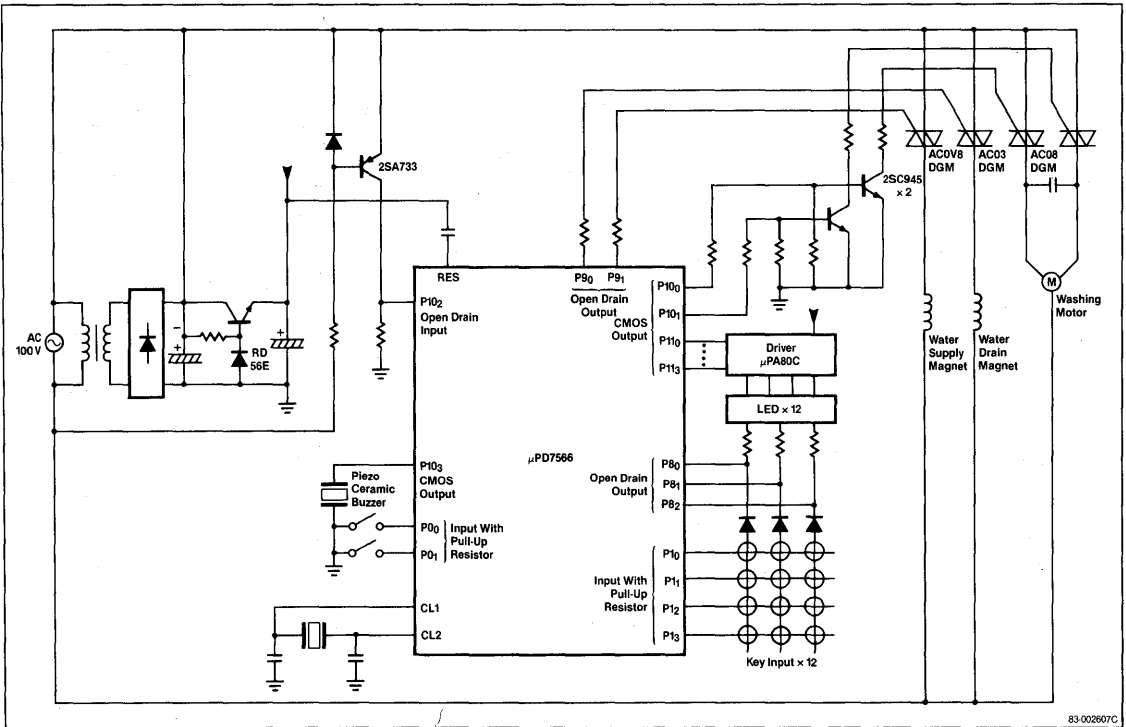 2SA733
AC0V8
DGM
AC03
DGM
AC08
DGM
2SC945
× 2
RES
P9₀ P9₁
Open Drain
Output
P10₂
Open Drain
Input
P10₀
P10₁
CMOS
Output
P11₀
P11₃
M
Washing
Motor
AC
100 V
−
+
RD
56E
+
Driver
μPA80C
Water
Supply
Magnet
Water
Drain
Magnet
LED × 12
μPD7566
P10₃
CMOS
Output
Piezo
Ceramic
Buzzer
Open Drain
Output
P8₀
P8₁
P8₂
P0₀
P0₁
Input With
Pull-Up
Resistor
Input With
Pull-Up
Resistor
P1₀
P1₁
P1₂
P1₃
CL1
CL2
Key Input × 12
83-002607C